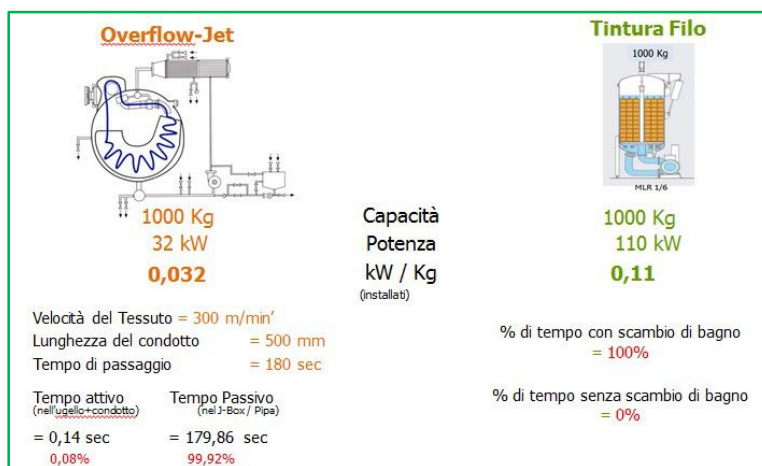 Overflow-Jet
Tintura Filo
1000 Kg
MLR 1/6
1000 Kg Capacità 1000 Kg
32 kW Potenza 110 kW
0,032 kW / Kg 0,11
(installati)
Velocità del Tessuto = 300 m/min’
Lunghezza del condotto = 500 mm
Tempo di passaggio = 180 sec
% di tempo con scambio di bagno
= 100%
Tempo attivo Tempo Passivo
(nell'ugello+condotto) (nel J-Box / Pipa)
= 0,14 sec = 179,86 sec
0,08% 99,92%
% di tempo senza scambio di bagno
= 0%